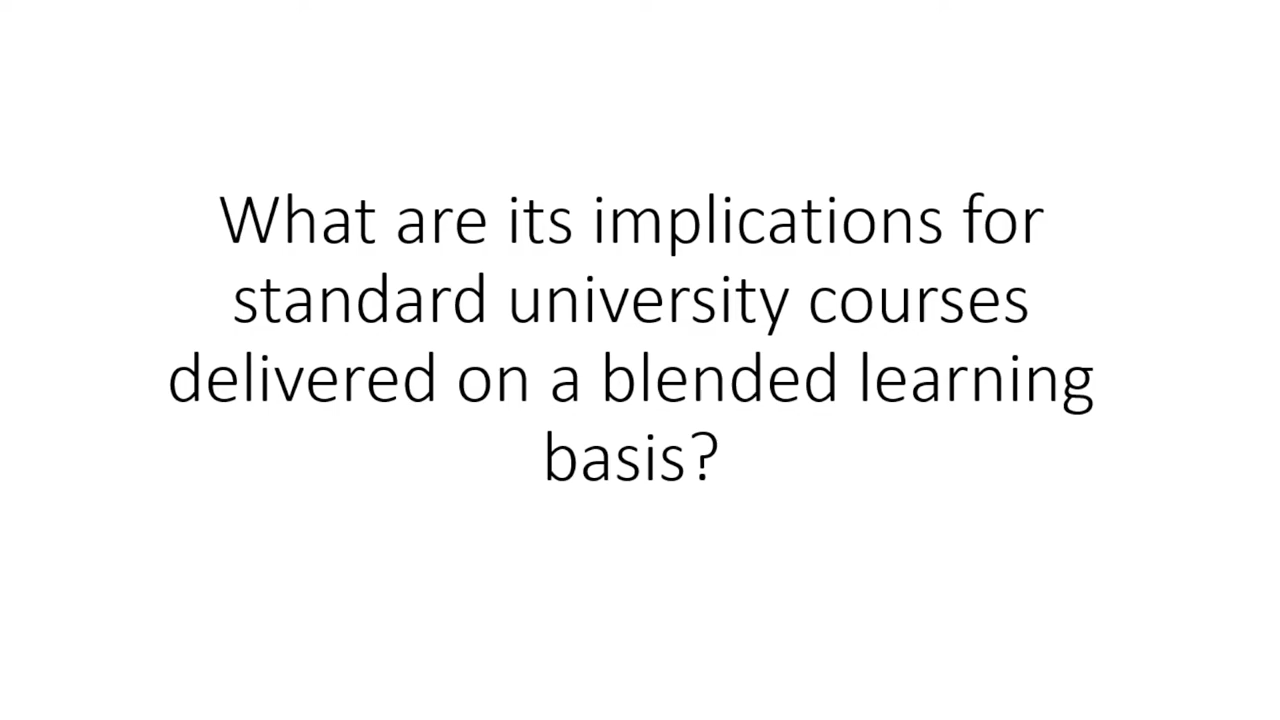 What are its implications for
standard university courses
delivered on a blended learning
basis?